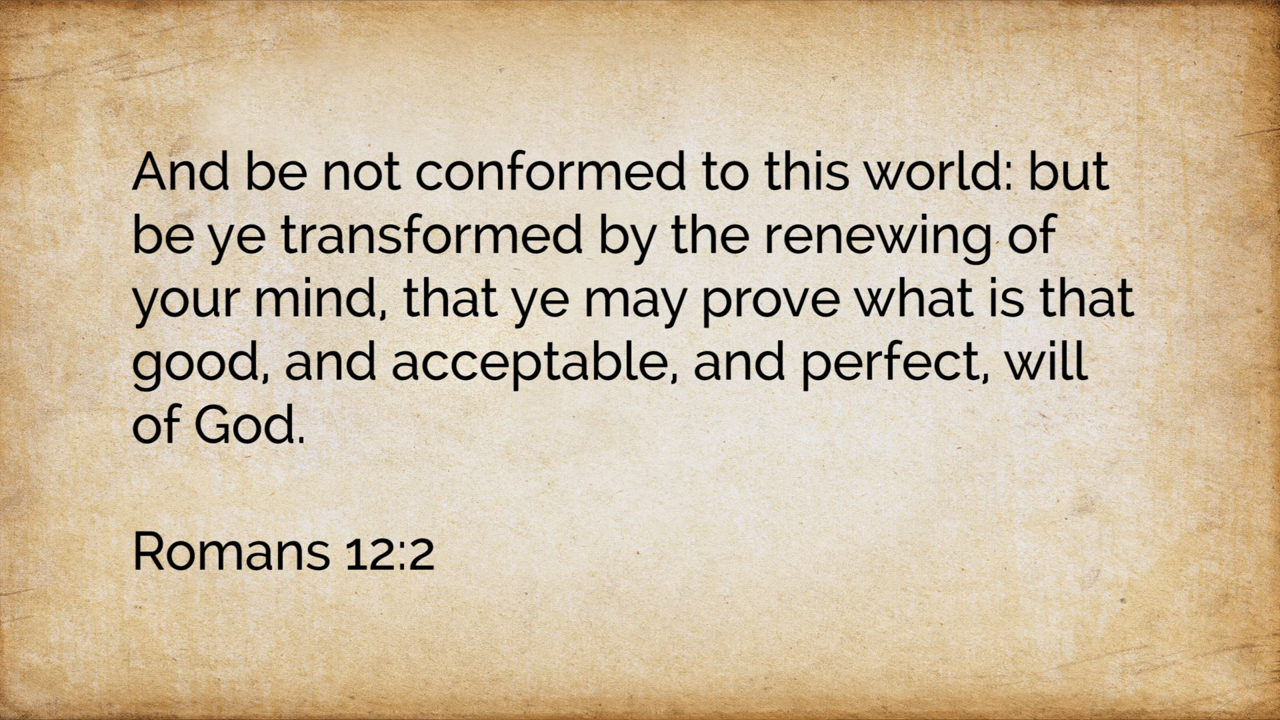 And be not conformed to this world: but
be ye transformed by the renewing of
your mind, that ye may prove what is that
good, and acceptable, and perfect, will
of God.
Romans 12:2